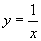 y = 1/x